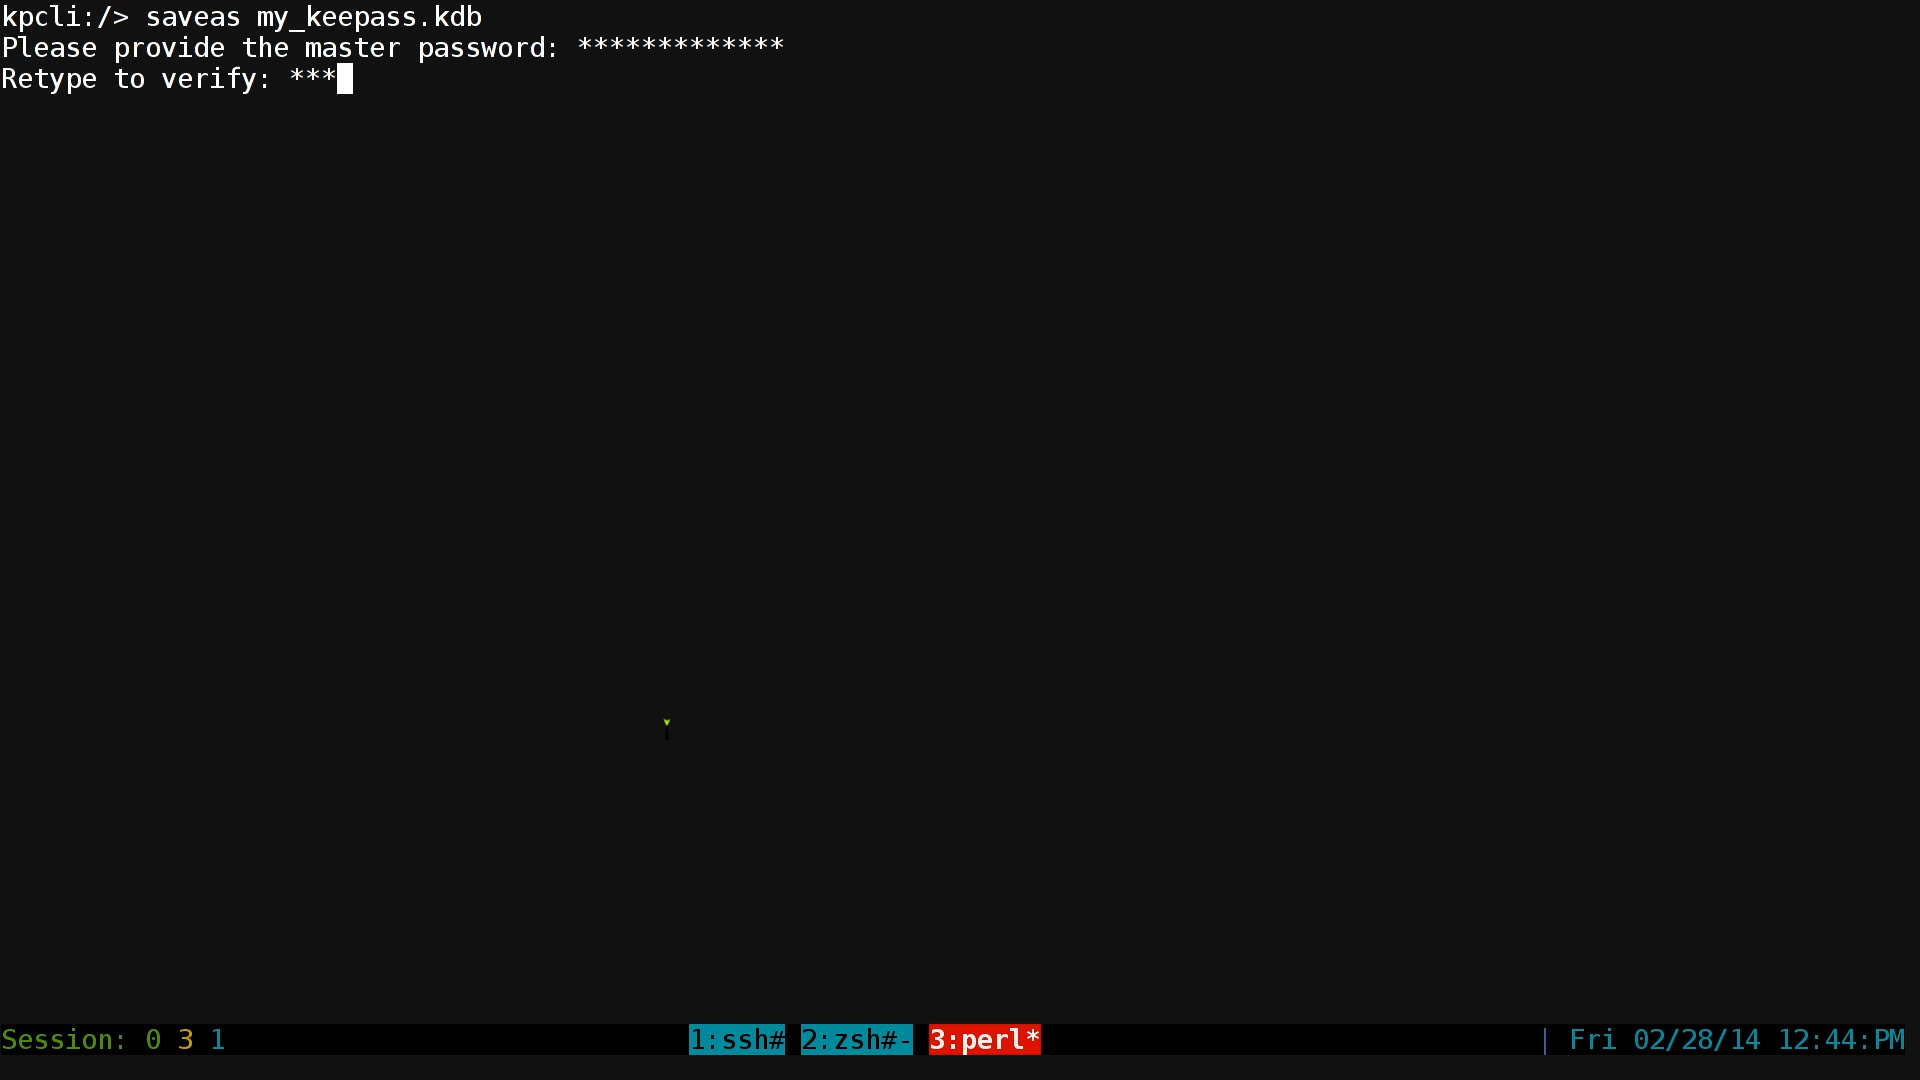 kpcli:/> saveas my_keepass.kdb
Please provide the master password: *************
Retype to verify: ***
Session: 0 3 1 1:ssh# 2:zsh#- 3:perl* | Fri 02/28/14 12:44:PM